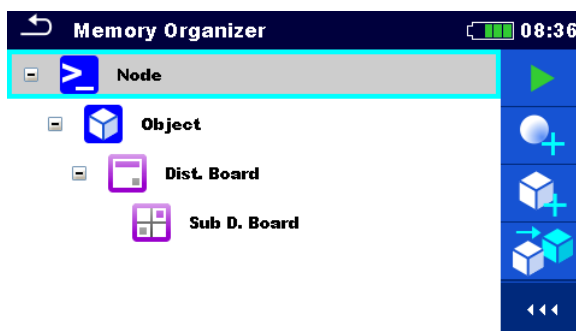 Memory Organizer 08:36
Node
Object
Dist. Board
Sub D. Board